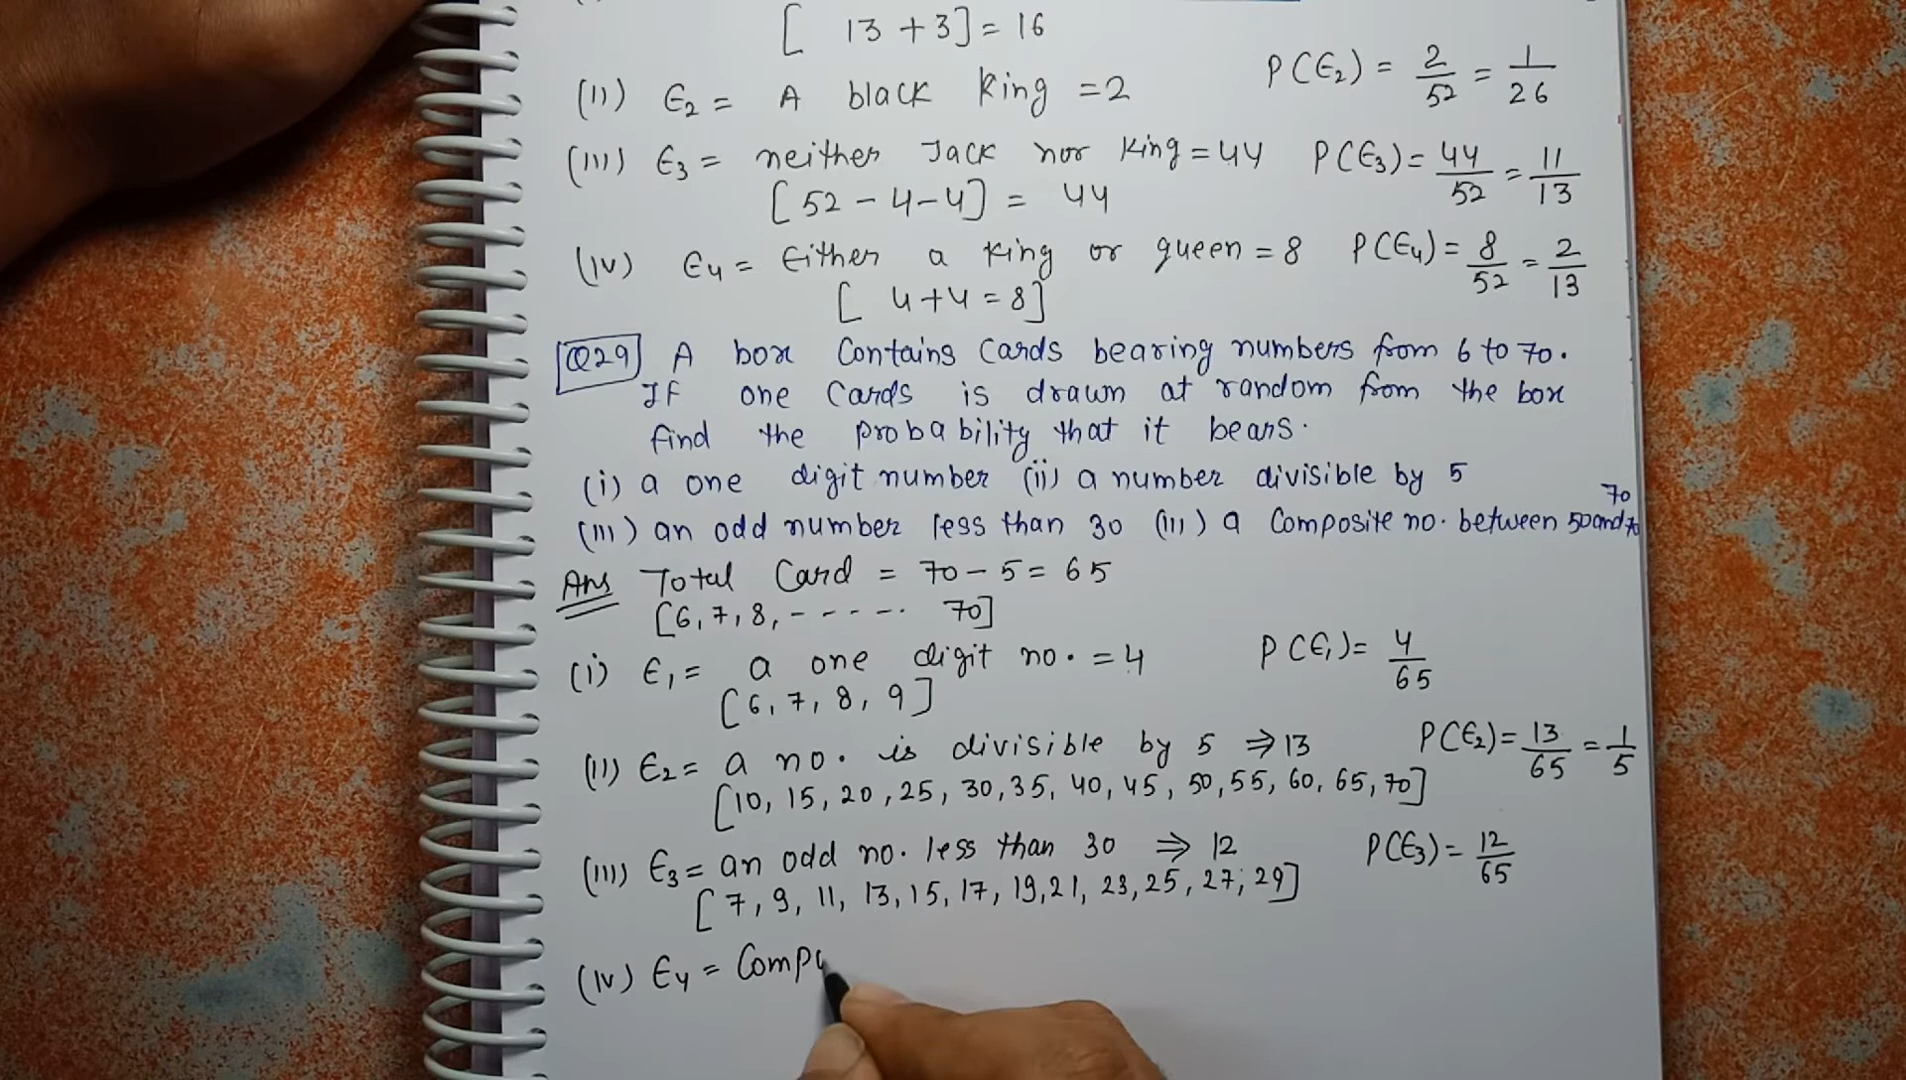 [ 13 + 3] = 16
(II) E2 = A black King = 2 P(E2) = 2/52 = 1/26
(III) E3 = neither Jack nor King = 44 P(E3) = 44/52 = 11/13
[52 - 4 - 4] = 44
(IV) E4 = Either a King or queen = 8 P(E4) = 8/52 = 2/13
[ 4 + 4 = 8]
Q29 A box Contains Cards bearing numbers from 6 to 70.
If one Cards is drawn at random from the box
find the probability that it bears.
(i) a one digit number (ii) a number divisible by 5
70
(III) an odd number less than 30 (III) a Composite no. between 50 and 70
Ans Total Card = 70 - 5 = 65
[6, 7, 8, - - - - - . 70]
(i) E1 = a one digit no. = 4 P(E1) = 4/65
[6, 7, 8, 9]
(II) E2 = a no. is divisible by 5 ⇒ 13 P(E2) = 13/65 = 1/5
[10, 15, 20, 25, 30, 35, 40, 45, 50, 55, 60, 65, 70]
(III) E3 = an odd no. less than 30 ⇒ 12 P(E3) = 12/65
[7, 9, 11, 13, 15, 17, 19, 21, 23, 25, 27, 29]
(IV) E4 = Comp